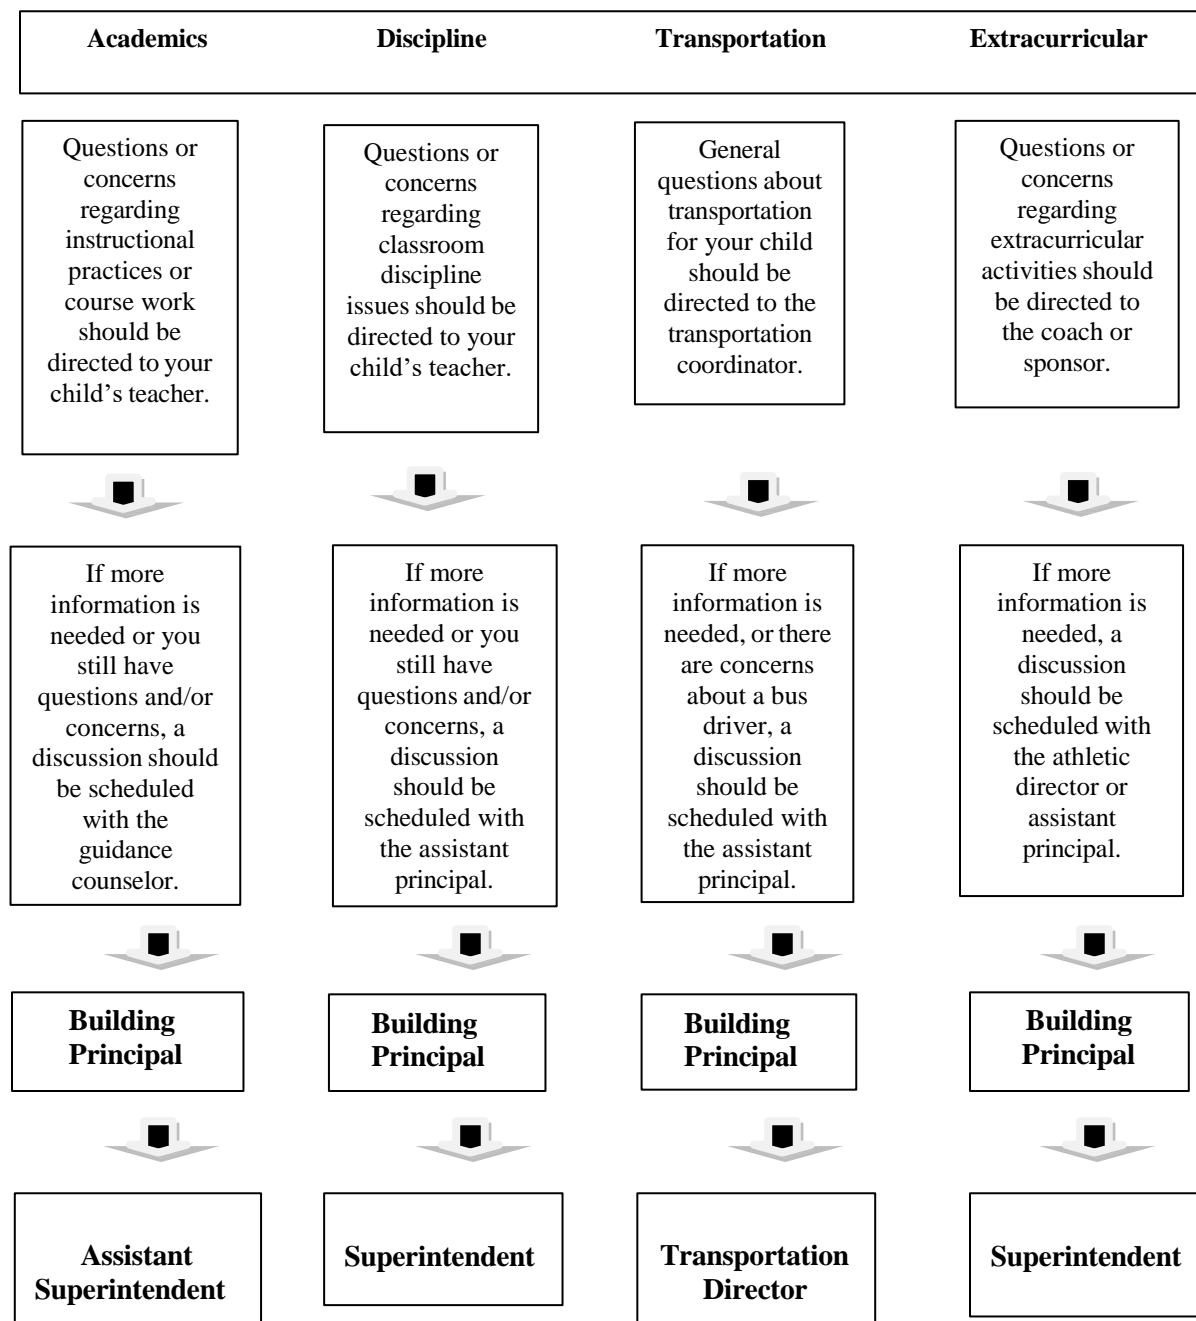 Academics
Discipline
Transportation
Extracurricular
Questions or
concerns
regarding
instructional
practices or
course work
should be
directed to your
child’s teacher.
Questions or
concerns
regarding
classroom
discipline
issues should be
directed to your
child’s teacher.
General
questions about
transportation
for your child
should be
directed to the
transportation
coordinator.
Questions or
concerns
regarding
extracurricular
activities should
be directed to
the coach or
sponsor.
If more
information is
needed or you
still have
questions and/or
concerns, a
discussion should
be scheduled
with the
guidance
counselor.
If more
information is
needed or you
still have
questions and/or
concerns, a
discussion
should be
scheduled with
the assistant
principal.
If more
information is
needed, or there
are concerns
about a bus
driver, a
discussion
should be
scheduled with
the assistant
principal.
If more
information is
needed, a
discussion
should be
scheduled with
the athletic
director or
assistant
principal.
Building
Principal
Building
Principal
Building
Principal
Building
Principal
Assistant
Superintendent
Superintendent
Transportation
Director
Superintendent